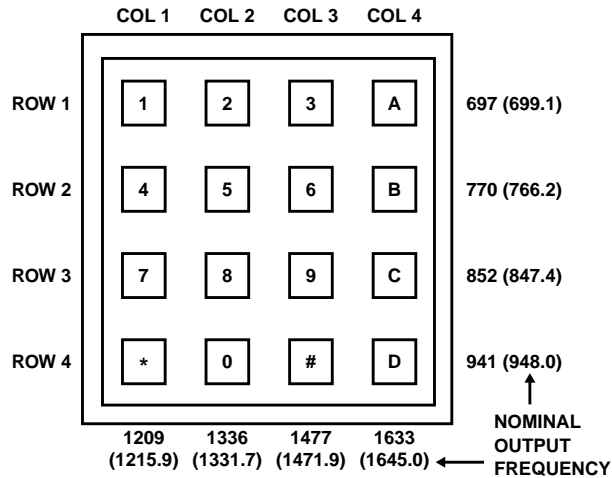 COL 1 COL 2 COL 3 COL 4
ROW 1 1 2 3 A 697 (699.1)
ROW 2 4 5 6 B 770 (766.2)
ROW 3 7 8 9 C 852 (847.4)
ROW 4 * 0 # D 941 (948.0)
1209 1336 1477 1633
(1215.9) (1331.7) (1471.9) (1645.0)
NOMINAL
OUTPUT
FREQUENCY